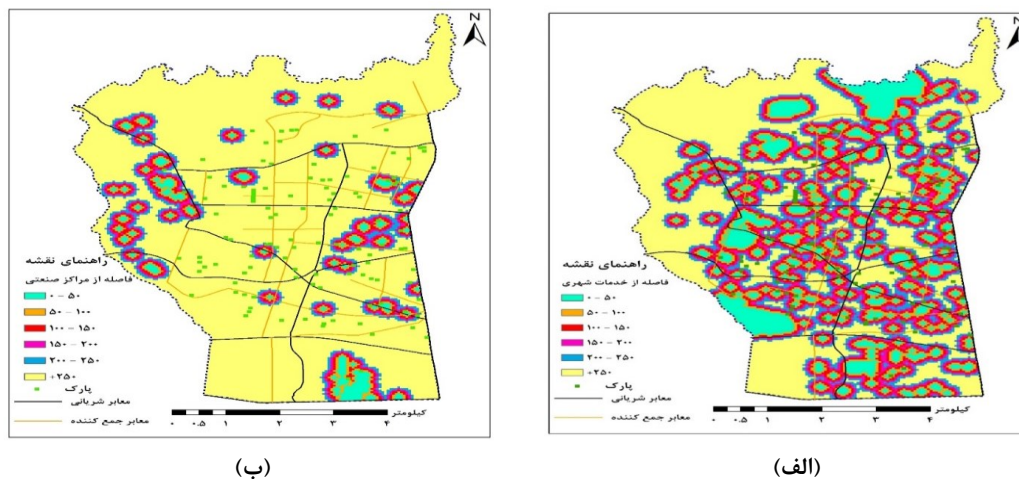 N
راهنمای نقشه
فاصله از خدمات شهری
۰ - ۵۰
۵۰ - ۱۰۰
۱۰۰ - ۱۵۰
۱۵۰ - ۲۰۰
۲۰۰ - ۲۵۰
+۲۵۰
پارک
معابر شریانی
معابر جمع کننده
کیلومتر
۰ ۰.۵ ۱ ۲ ۳ ۴
(الف)
N
راهنمای نقشه
فاصله از مراکز صنعتی
۰ - ۵۰
۵۰ - ۱۰۰
۱۰۰ - ۱۵۰
۱۵۰ - ۲۰۰
۲۰۰ - ۲۵۰
+۲۵۰
پارک
معابر شریانی
معابر جمع کننده
کیلومتر
۰ ۰.۵ ۱ ۲ ۳ ۴
(ب)